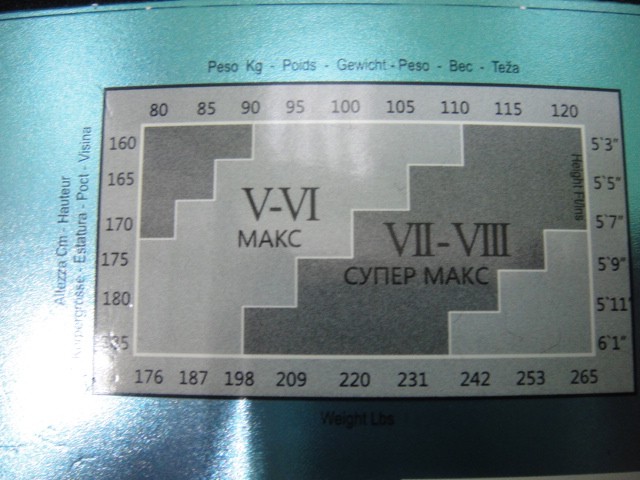 Peso Kg - Poids - Gewicht - Peso - Вес - Teža
80 85 90 95 100 105 110 115 120
Altezza Cm - Hauteur
Korpergrosse - Estatura - Рост - Visina
160 5'3"
165 5'5"
170 5'7"
175 5'9"
180 5'11"
6'1"
Height Ft/Ins
V-VI
МАКС
VII-VIII
СУПЕР МАКС
176 187 198 209 220 231 242 253 265
Weight Lbs